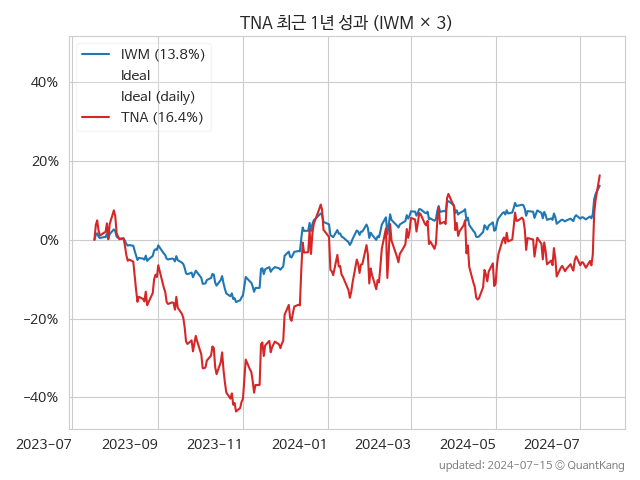 TNA 최근 1년 성과 (IWM × 3)
IWM (13.8%)
Ideal
Ideal (daily)
TNA (16.4%)
40%
20%
0%
−20%
−40%
2023-07
2023-09
2023-11
2024-01
2024-03
2024-05
2024-07
updated: 2024-07-15 © QuantKang